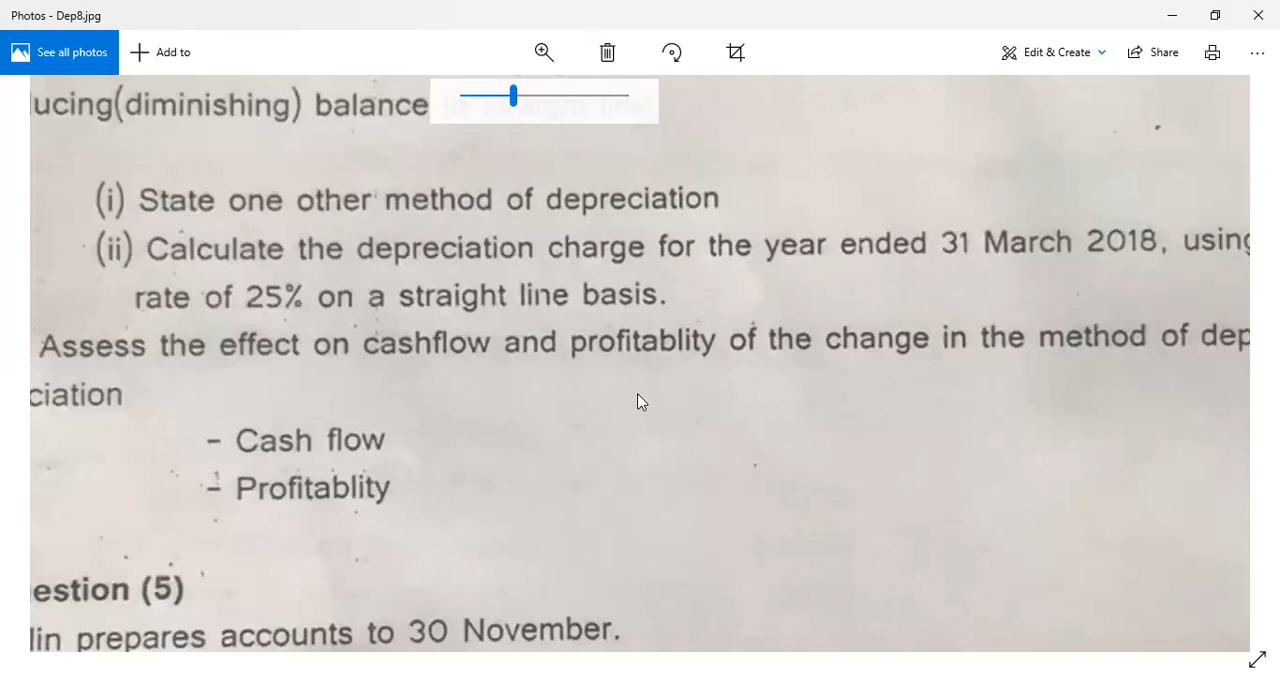 Photos - Dep8.jpg
See all photos
Add to
Edit & Create
Share
ucing(diminishing) balance
(i) State one other method of depreciation
(ii) Calculate the depreciation charge for the year ended 31 March 2018, using
rate of 25% on a straight line basis.
Assess the effect on cashflow and profitablity of the change in the method of dep
ciation
- Cash flow
- Profitablity
estion (5)
lin prepares accounts to 30 November.